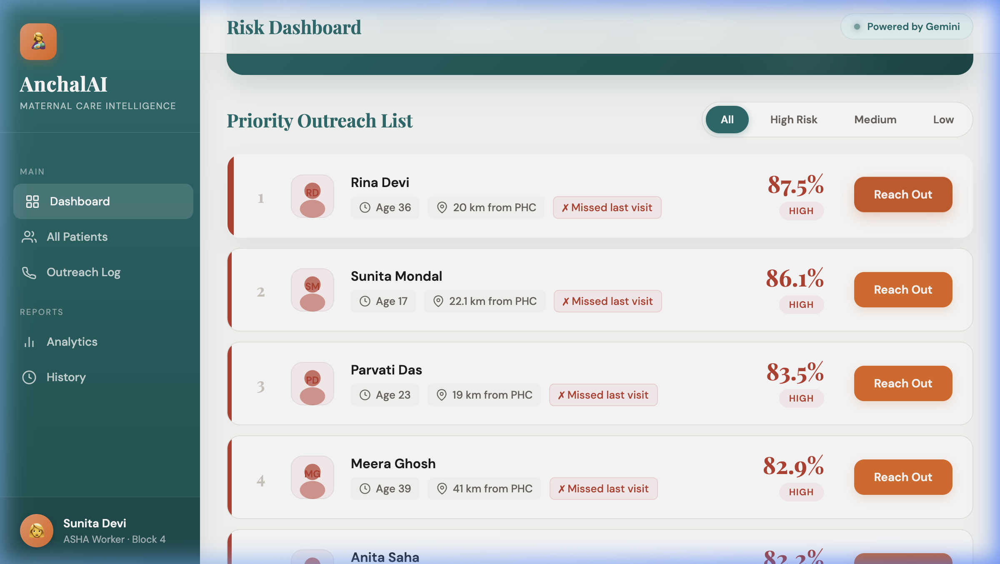 AnchalAI
MATERNAL CARE INTELLIGENCE
MAIN
Dashboard
All Patients
Outreach Log
REPORTS
Analytics
History
Sunita Devi
ASHA Worker · Block 4
Risk Dashboard
Powered by Gemini
Priority Outreach List
All High Risk Medium Low
1
RD
Rina Devi
Age 36 20 km from PHC ✗ Missed last visit
87.5%
HIGH
Reach Out
2
SM
Sunita Mondal
Age 17 22.1 km from PHC ✗ Missed last visit
86.1%
HIGH
Reach Out
3
PD
Parvati Das
Age 23 19 km from PHC ✗ Missed last visit
83.5%
HIGH
Reach Out
4
MG
Meera Ghosh
Age 39 41 km from PHC ✗ Missed last visit
82.9%
HIGH
Reach Out
Anita Saha